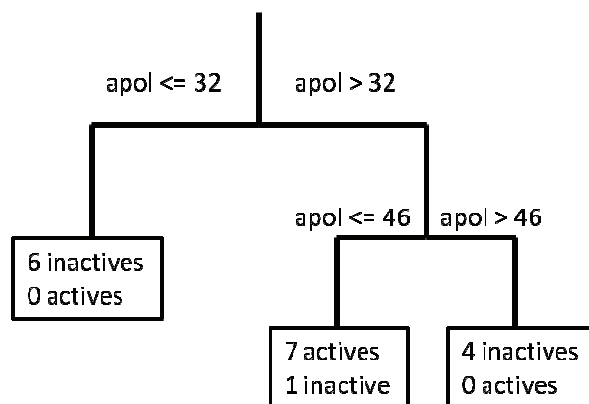 apol <= 32
apol > 32
apol <= 46
apol > 46
6 inactives
0 actives
7 actives
1 inactive
4 inactives
0 actives